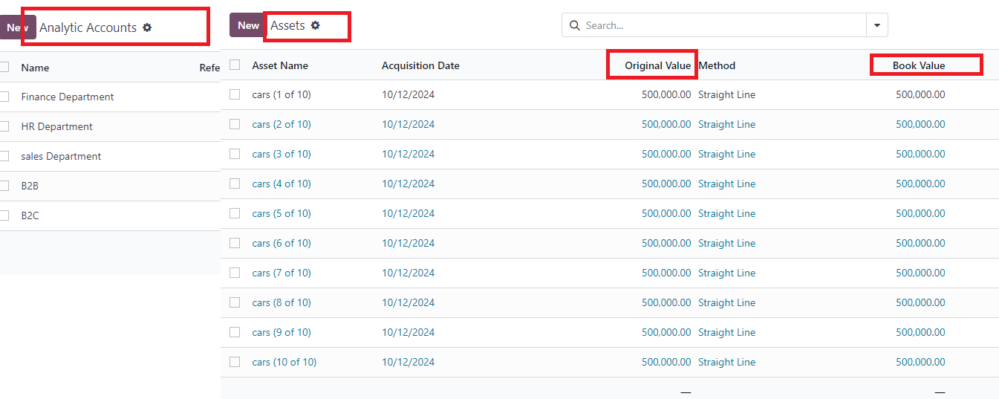 New Analytic Accounts
Name Refe
Finance Department
HR Department
sales Department
B2B
B2C
New Assets Search...
Asset Name Acquisition Date Original Value Method Book Value
cars (1 of 10) 10/12/2024 500,000.00 Straight Line 500,000.00
cars (2 of 10) 10/12/2024 500,000.00 Straight Line 500,000.00
cars (3 of 10) 10/12/2024 500,000.00 Straight Line 500,000.00
cars (4 of 10) 10/12/2024 500,000.00 Straight Line 500,000.00
cars (5 of 10) 10/12/2024 500,000.00 Straight Line 500,000.00
cars (6 of 10) 10/12/2024 500,000.00 Straight Line 500,000.00
cars (7 of 10) 10/12/2024 500,000.00 Straight Line 500,000.00
cars (8 of 10) 10/12/2024 500,000.00 Straight Line 500,000.00
cars (9 of 10) 10/12/2024 500,000.00 Straight Line 500,000.00
cars (10 of 10) 10/12/2024 500,000.00 Straight Line 500,000.00
— —